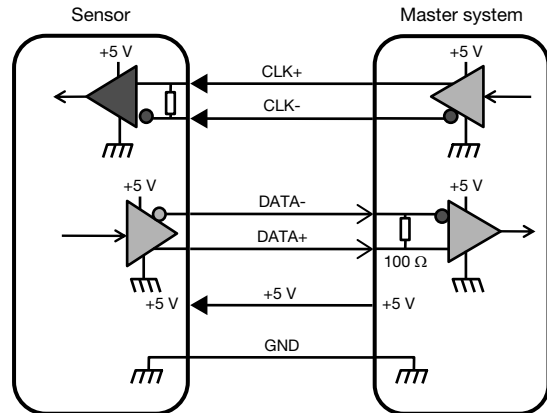 Sensor
Master system
+5 V
CLK+
+5 V
CLK-
+5 V
DATA-
+5 V
DATA+
100 Ω
+5 V
+5 V
+5 V
GND